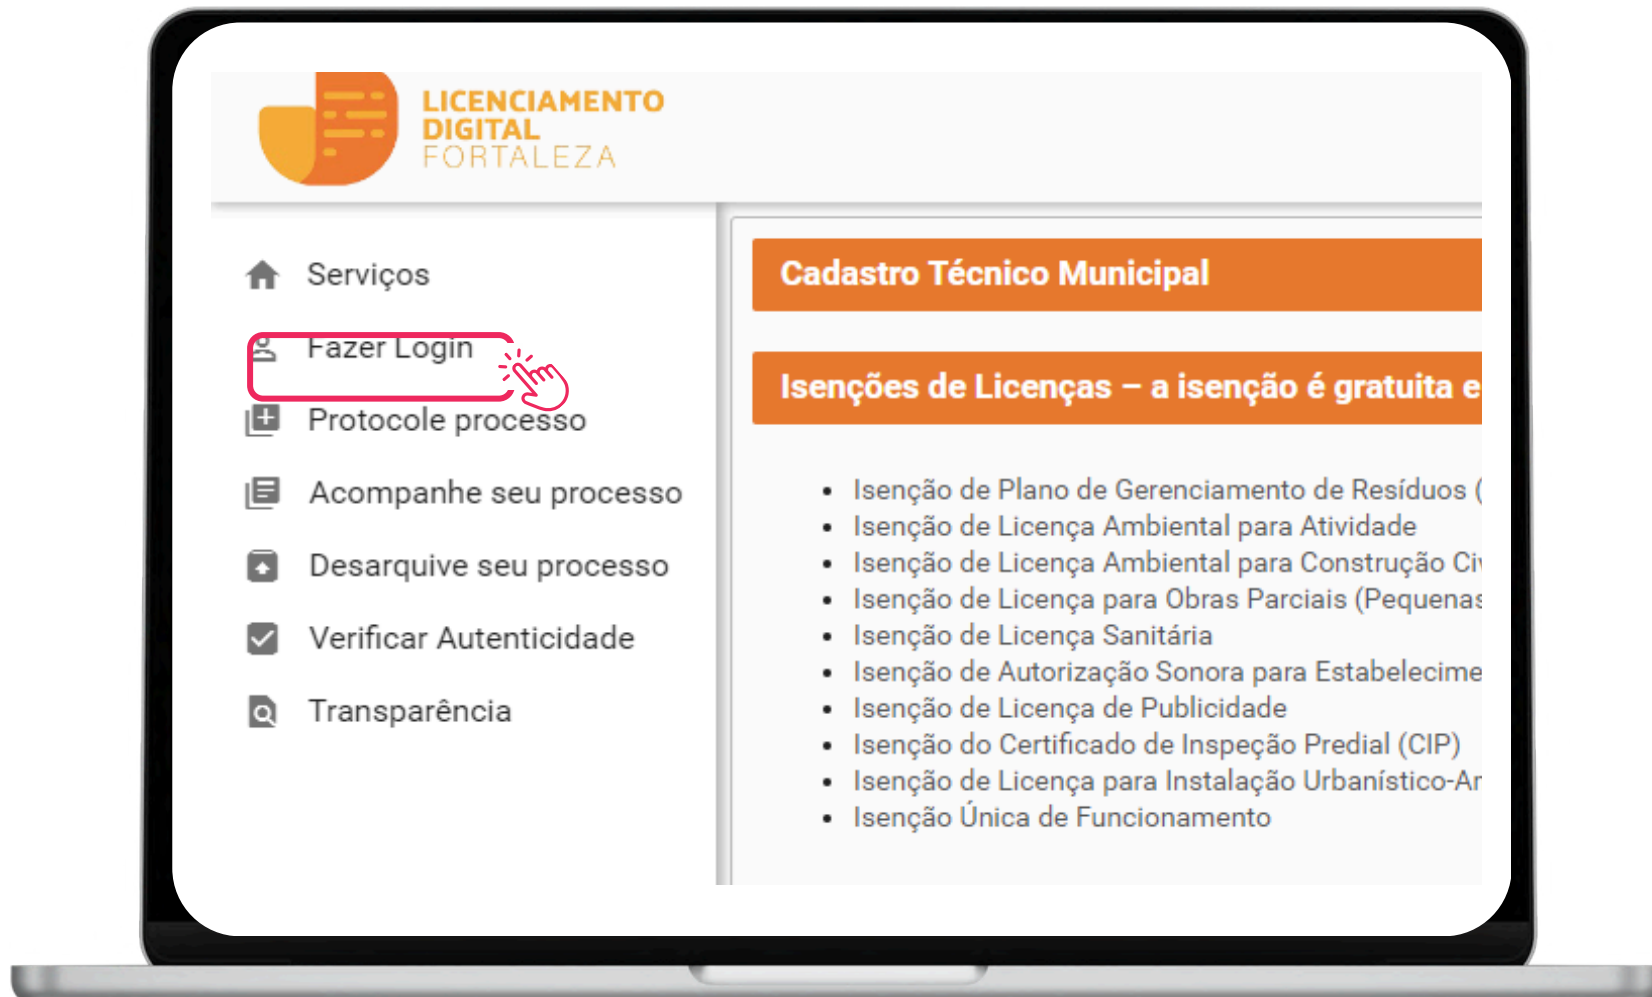 LICENCIAMENTO
DIGITAL
FORTALEZA
Serviços
Fazer Login
Protocole processo
Acompanhe seu processo
Desarquive seu processo
Verificar Autenticidade
Transparência
Cadastro Técnico Municipal
Isenções de Licenças – a isenção é gratuita e
Isenção de Plano de Gerenciamento de Resíduos (
Isenção de Licença Ambiental para Atividade
Isenção de Licença Ambiental para Construção
Isenção de Licença para Obras Parciais (Pequenas
Isenção de Licença Sanitária
Isenção de Autorização Sonora para Estabelecime
Isenção de Licença de Publicidade
Isenção do Certificado de Inspeção Predial (CIP)
Isenção de Licença para Instalação Urbanístico-
Isenção Única de Funcionamento